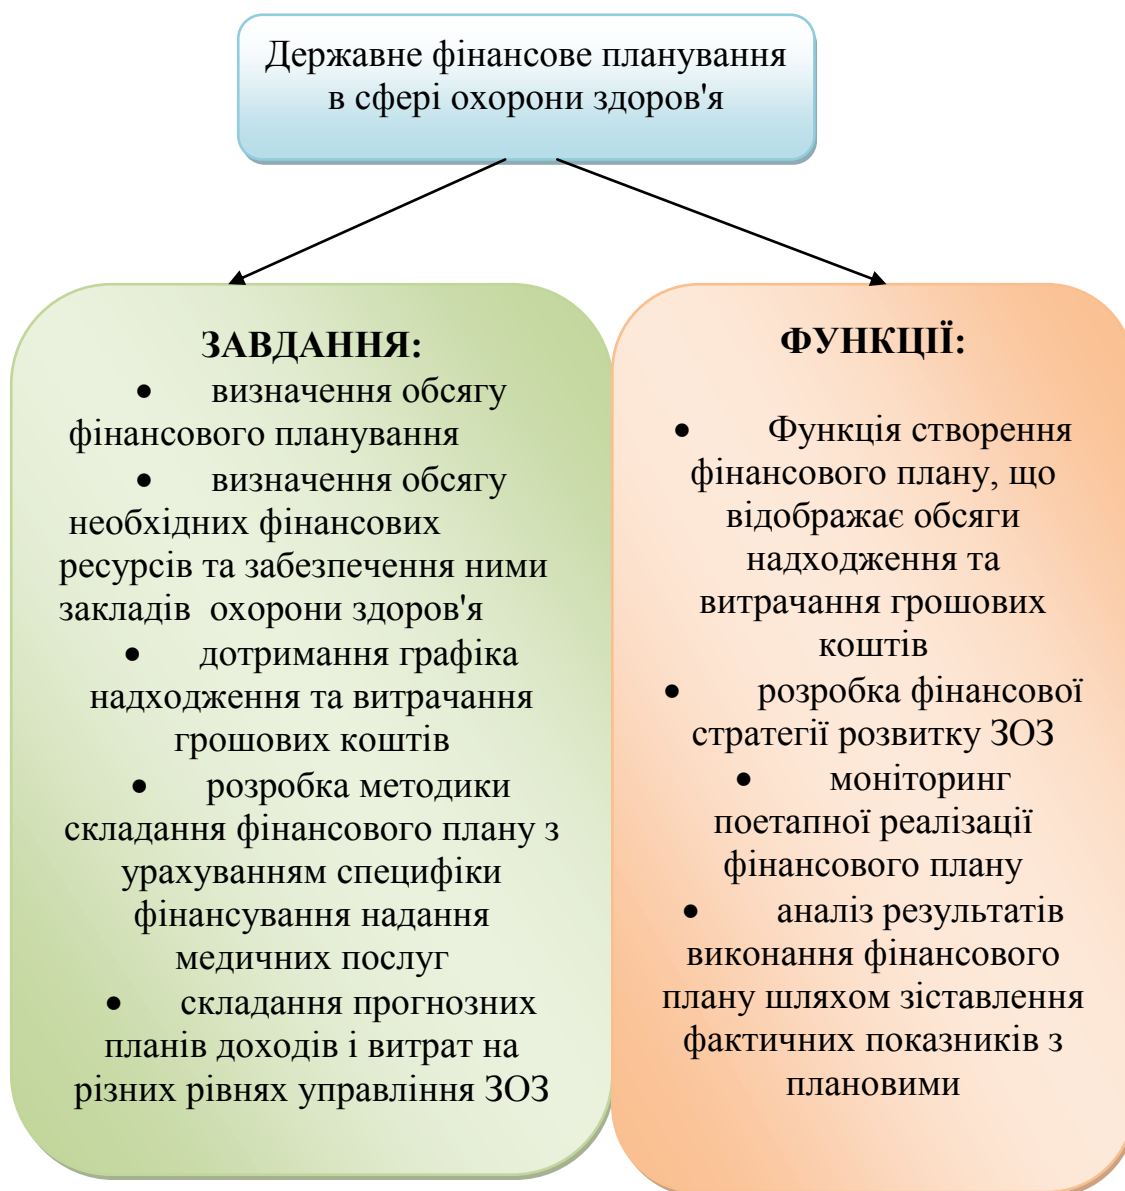 Державне фінансове планування
в сфері охорони здоров'я
ЗАВДАННЯ:
• визначення обсягу
фінансового планування
• визначення обсягу
необхідних фінансових
ресурсів та забезпечення ними
закладів охорони здоров'я
• дотримання графіка
надходження та витрачання
грошових коштів
• розробка методики
складання фінансового плану з
урахуванням специфіки
фінансування надання
медичних послуг
• складання прогнозних
планів доходів і витрат на
різних рівнях управління ЗОЗ
ФУНКЦІЇ:
• Функція створення
фінансового плану, що
відображає обсяги
надходження та
витрачання грошових
коштів
• розробка фінансової
стратегії розвитку ЗОЗ
• моніторинг
поетапної реалізації
фінансового плану
• аналіз результатів
виконання фінансового
плану шляхом зіставлення
фактичних показників з
плановими